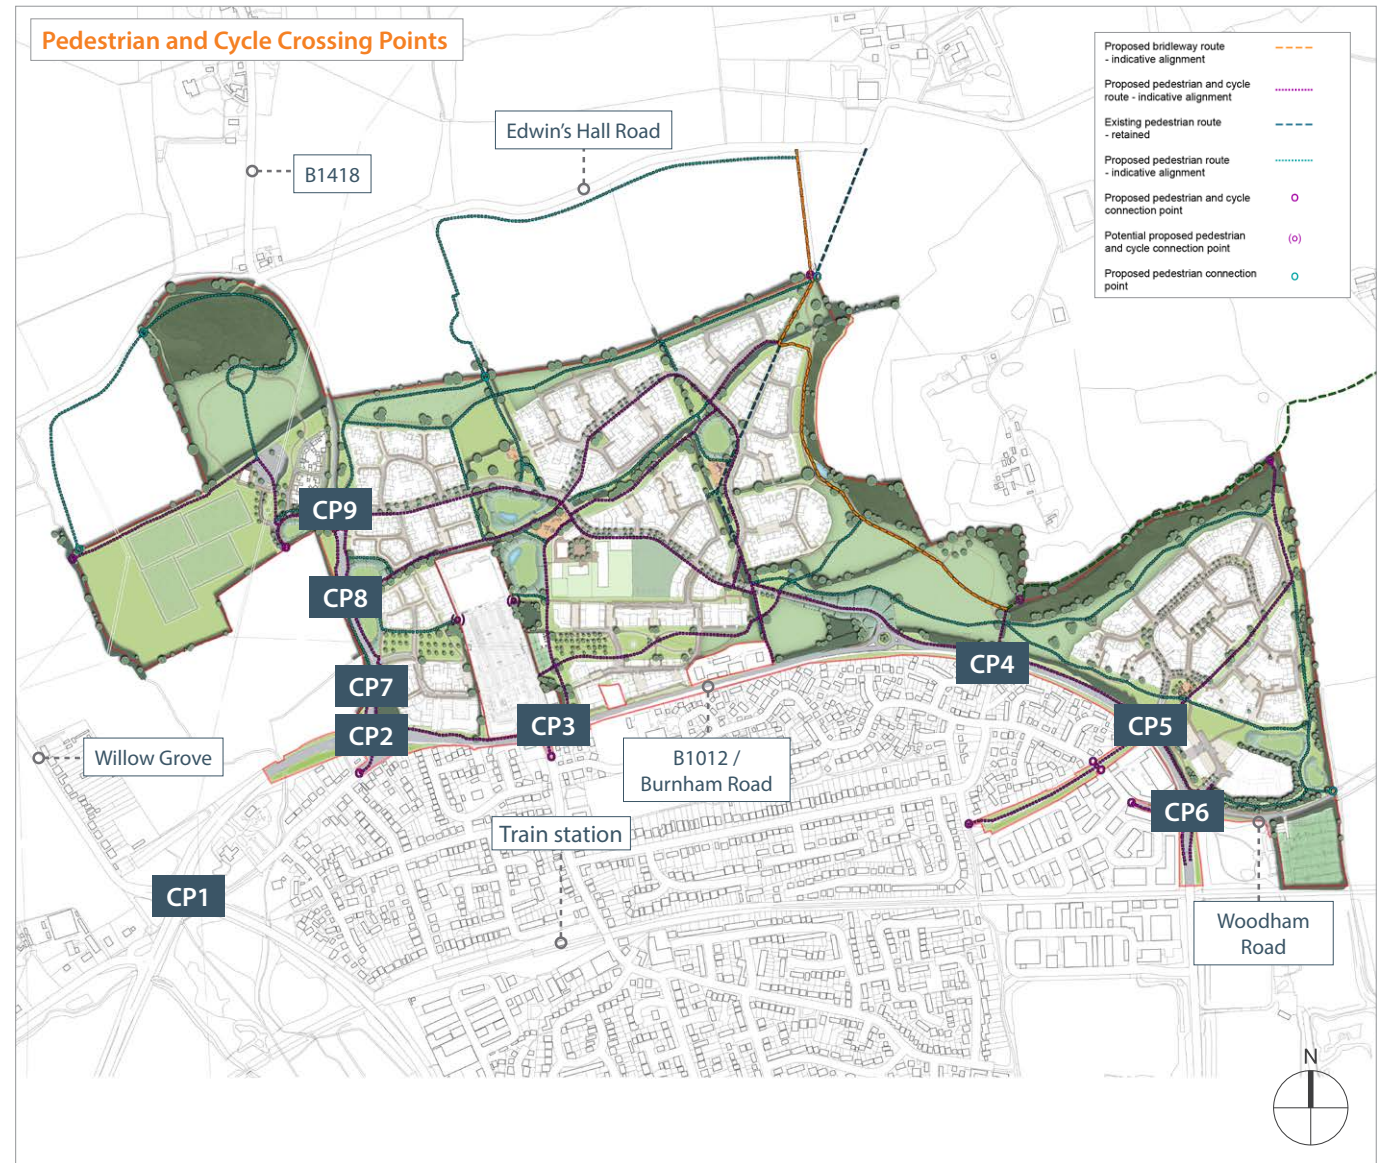 Pedestrian and Cycle Crossing Points
Proposed bridleway route
- indicative alignment
Proposed pedestrian and cycle
route - indicative alignment
Existing pedestrian route
- retained
Proposed pedestrian route
- indicative alignment
Proposed pedestrian and cycle
connection point
Potential proposed pedestrian
and cycle connection point
Proposed pedestrian connection
point
Edwin's Hall Road
B1418
CP9
CP8
CP7
CP2
CP3
CP4
CP5
CP6
Willow Grove
B1012 /
Burnham Road
Train station
CP1
Woodham
Road
N